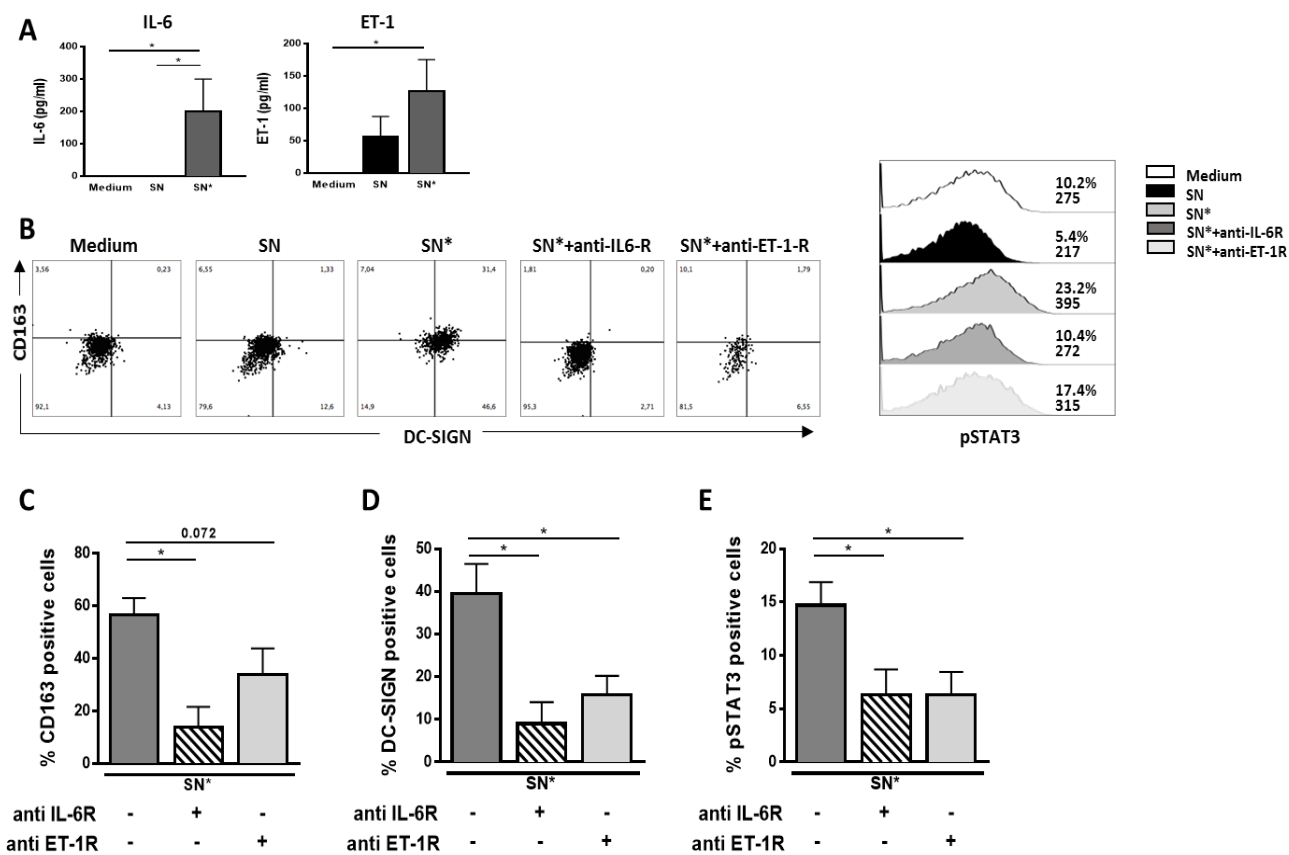 A
IL-6
ET-1
IL-6 (pg/ml)
400
300
200
100
0
*
*
Medium SN SN*
ET-1 (pg/ml)
200
150
100
50
0
*
Medium SN SN*
B
Medium SN SN* SN*+anti-IL6-R SN*+anti-ET-1-R
CD163
3,56 0,23 6,55 1,33 7,04 31,4 1,81 0,20 10,1 1,79
92,1 4,13 79,6 12,6 14,9 46,6 95,3 2,71 81,5 6,55
DC-SIGN
10.2%
275
5.4%
217
23.2%
395
10.4%
272
17.4%
315
pSTAT3
Medium
SN
SN*
SN*+anti-IL-6R
SN*+anti-ET-1R
C
% CD163 positive cells
80
60
40
20
0
0.072
*
SN*
anti IL-6R - + -
anti ET-1R - - +
D
% DC-SIGN positive cells
50
40
30
20
10
0
*
*
SN*
anti IL-6R - + -
anti ET-1R - - +
E
% pSTAT3 positive cells
20
15
10
5
0
*
*
SN*
anti IL-6R - + -
anti ET-1R - - +